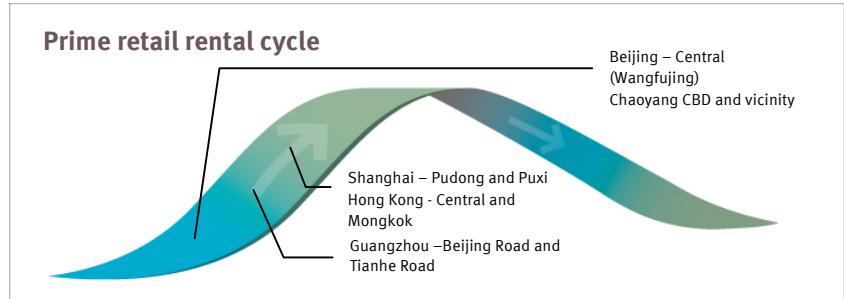 Prime retail rental cycle
Beijing – Central
(Wangfujing)
Chaoyang CBD and vicinity
Shanghai – Pudong and Puxi
Hong Kong - Central and
Mongkok
Guangzhou –Beijing Road and
Tianhe Road